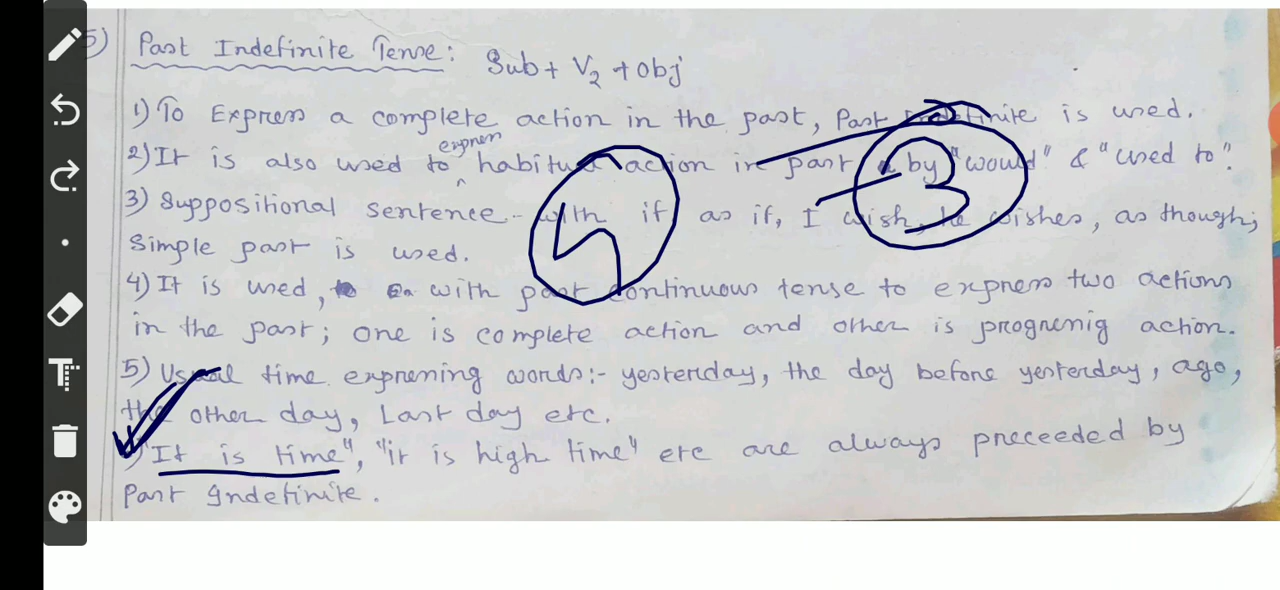 5) Past Indefinite Tense: Sub + V2 + Obj
1) To Express a complete action in the past, Past Indefinite is used.
2) It is also used to express habitual action in past by "would" & "used to".
3) Suppositional sentence - with if, as if, I wish, he wishes, as though;
Simple past is used.
4) It is used, with past continuous tense to express two actions
in the past; one is complete action and other is progressing action.
5) Usual time expressing words:- yesterday, the day before yesterday, ago,
the other day, Last day etc.
) "It is time", "it is high time" etc are always preceeded by
Past Indefinite.
3
5